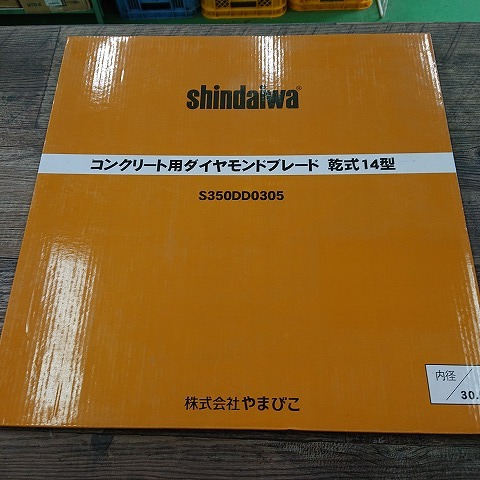 shindaiwa®
コンクリート用ダイヤモンドブレード 乾式14型
S350DD0305
内径
30.
株式会社やまびこ